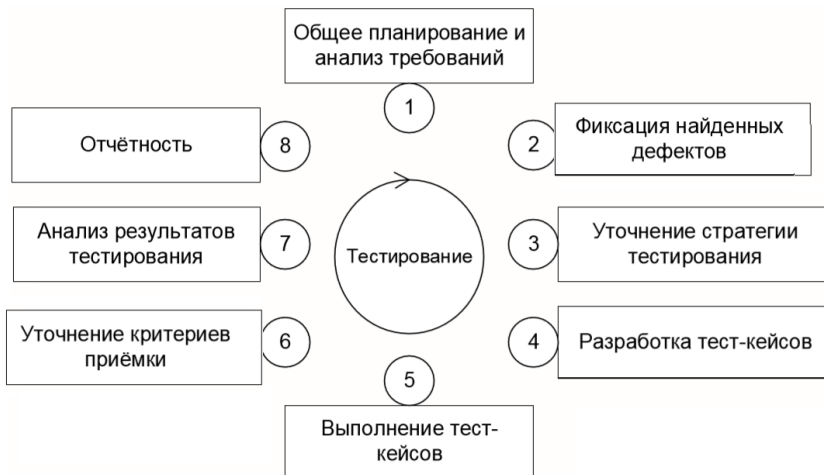 Общее планирование и
анализ требований
1
2
Фиксация найденных
дефектов
3
Уточнение стратегии
тестирования
4
Разработка тест-кейсов
5
Выполнение тест-
кейсов
6
Уточнение критериев
приёмки
7
Анализ результатов
тестирования
8
Отчётность
Тестирование